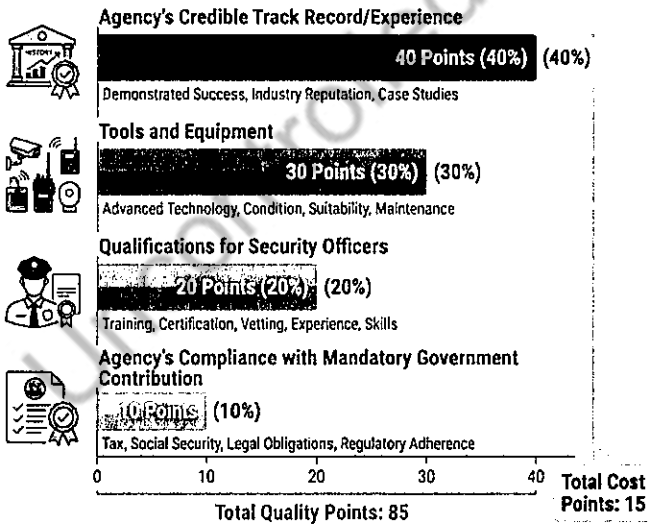 Agency's Credible Track Record/Experience
HISTORY
40 Points (40%) (40%)
Demonstrated Success, Industry Reputation, Case Studies
Tools and Equipment
30 Points (30%) (30%)
Advanced Technology, Condition, Suitability, Maintenance
Qualifications for Security Officers
20 Points (20%) (20%)
Training, Certification, Vetting, Experience, Skills
Agency's Compliance with Mandatory Government
Contribution
10 Points (10%)
Tax, Social Security, Legal Obligations, Regulatory Adherence
0 10 20 30 40
Total Cost
Points: 15
Total Quality Points: 85
Uncontrolled